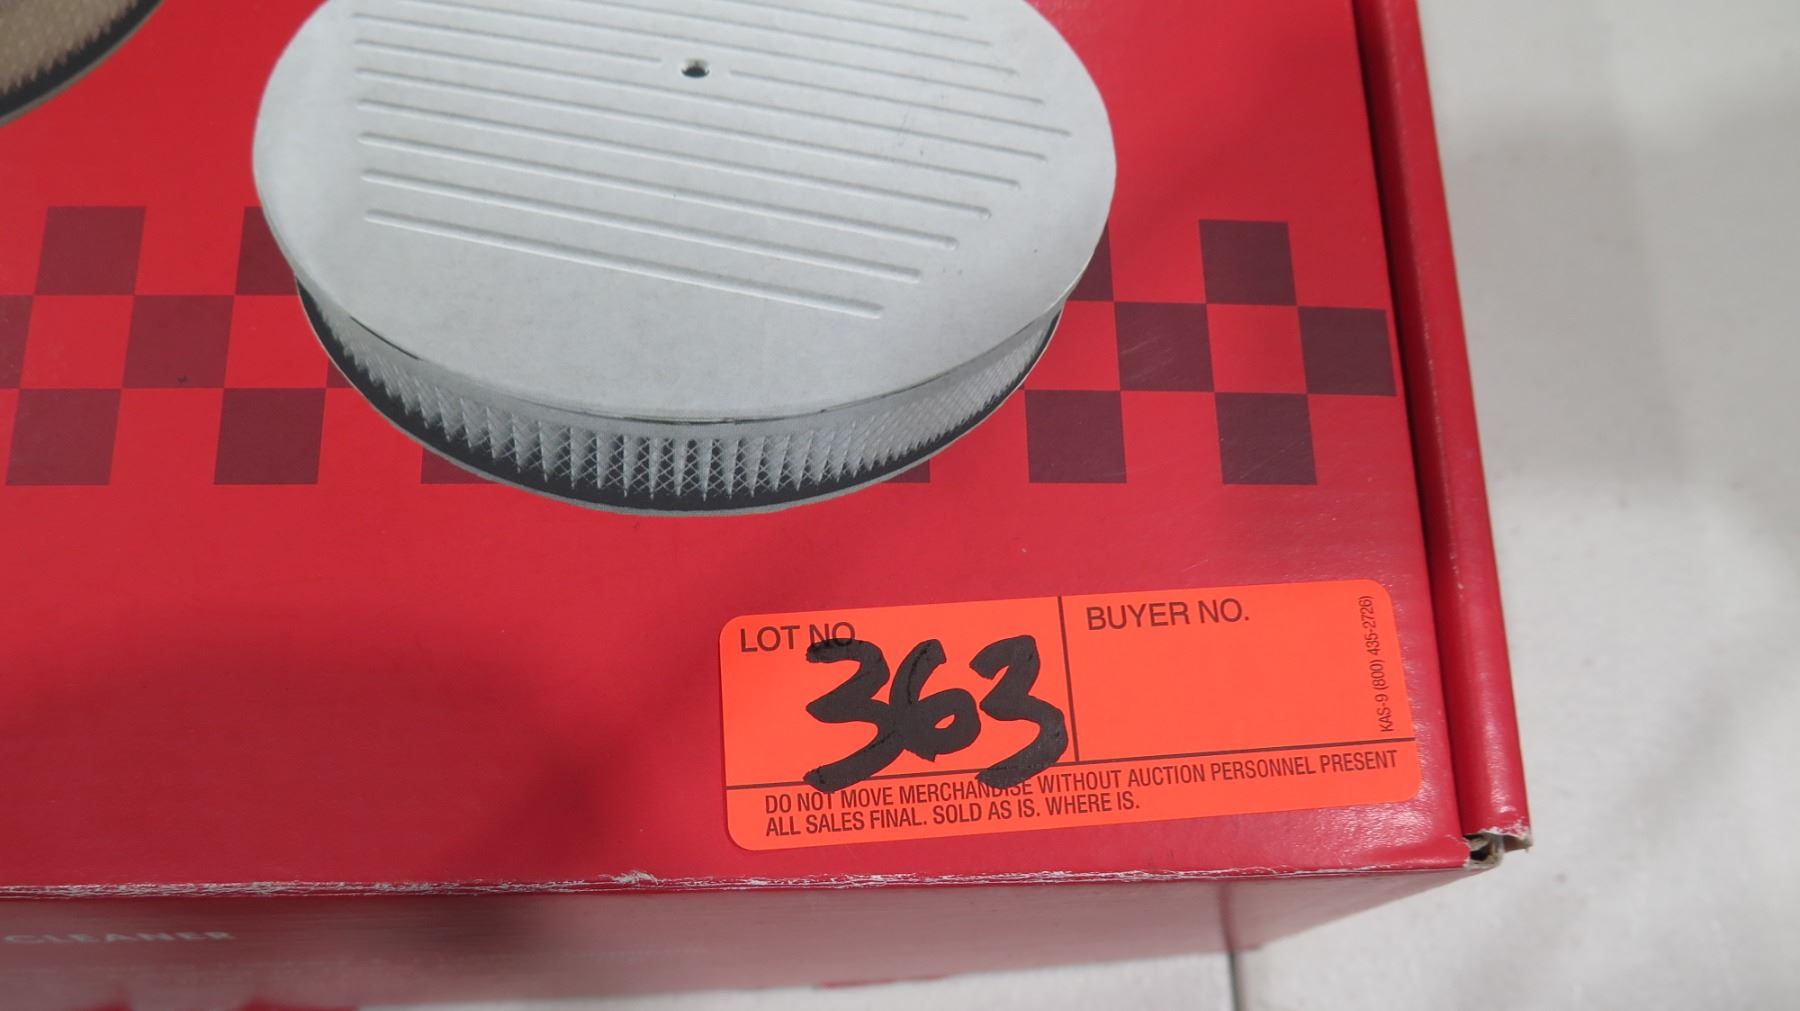 LOT NO.
363
BUYER NO.
KAS-9 (800) 435-2726)
DO NOT MOVE MERCHANDISE WITHOUT AUCTION PERSONNEL PRESENT
ALL SALES FINAL. SOLD AS IS. WHERE IS.
CLEANER